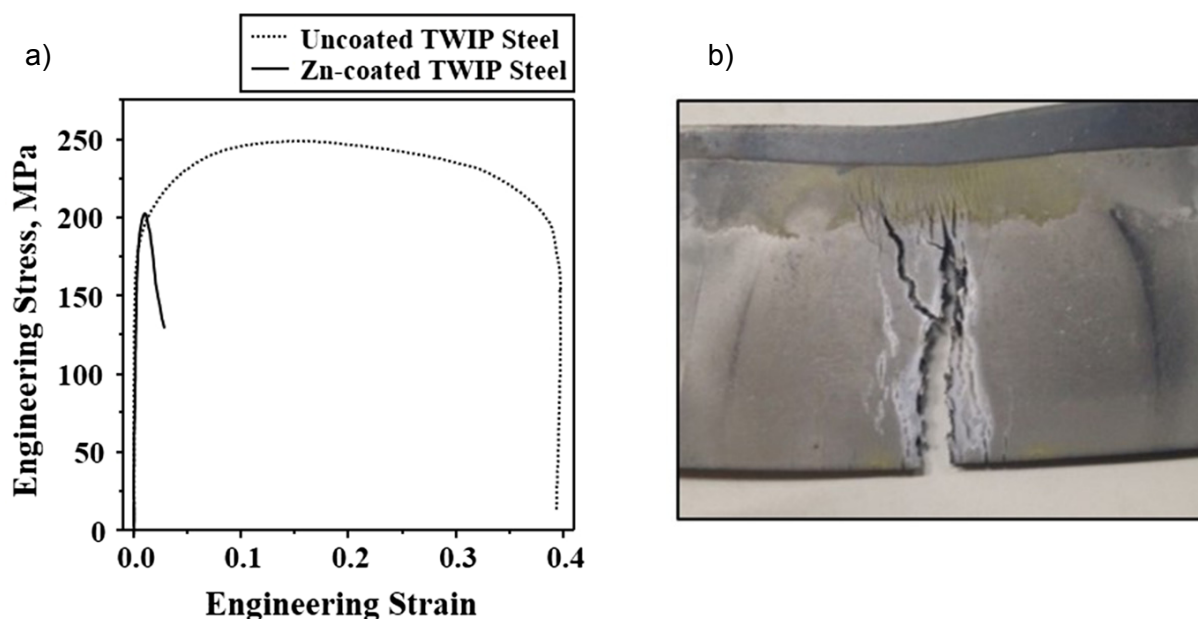 a)
Uncoated TWIP Steel
Zn-coated TWIP Steel
b)
Engineering Stress, MPa
250
200
150
100
50
0
0.0 0.1 0.2 0.3 0.4
Engineering Strain